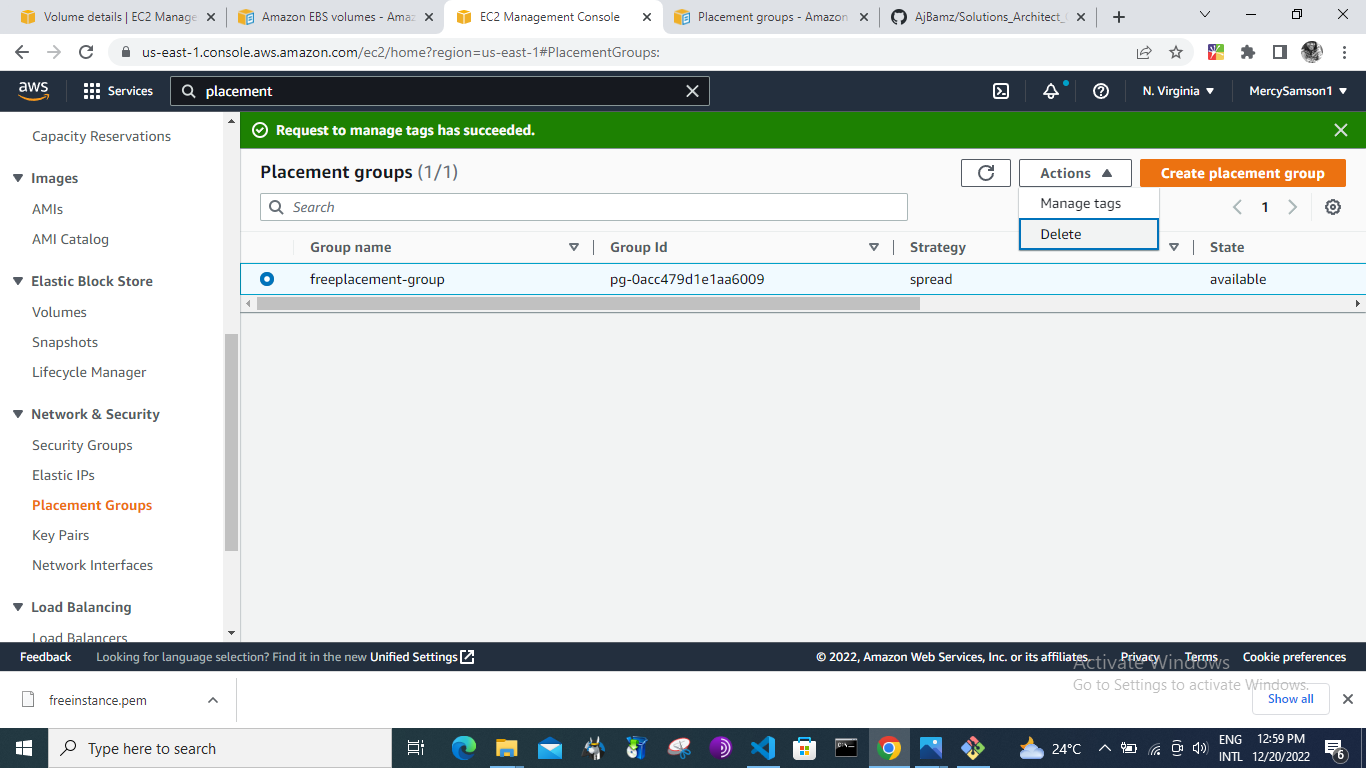 Volume details | EC2 Manage
Amazon EBS volumes - Amaz
EC2 Management Console
Placement groups - Amazon
AjBamz/Solutions_Architect_
us-east-1.console.aws.amazon.com/ec2/home?region=us-east-1#PlacementGroups:
aws
Services
placement
N. Virginia
MercySamson1
Capacity Reservations
Images
AMIs
AMI Catalog
Elastic Block Store
Volumes
Snapshots
Lifecycle Manager
Network & Security
Security Groups
Elastic IPs
Placement Groups
Key Pairs
Network Interfaces
Load Balancing
Load Balancers
Request to manage tags has succeeded.
Placement groups (1/1)
Actions
Create placement group
Search
Manage tags
Delete
1
Group name Group Id Strategy State
freeplacement-group pg-0acc479d1e1aa6009 spread available
Feedback Looking for language selection? Find it in the new Unified Settings
© 2022, Amazon Web Services, Inc. or its affiliates. Privacy Terms Cookie preferences
Activate Windows
Go to Settings to activate Windows.
freeinstance.pem
Show all
Type here to search
24°C
ENG
INTL
12:59 PM
12/20/2022
6